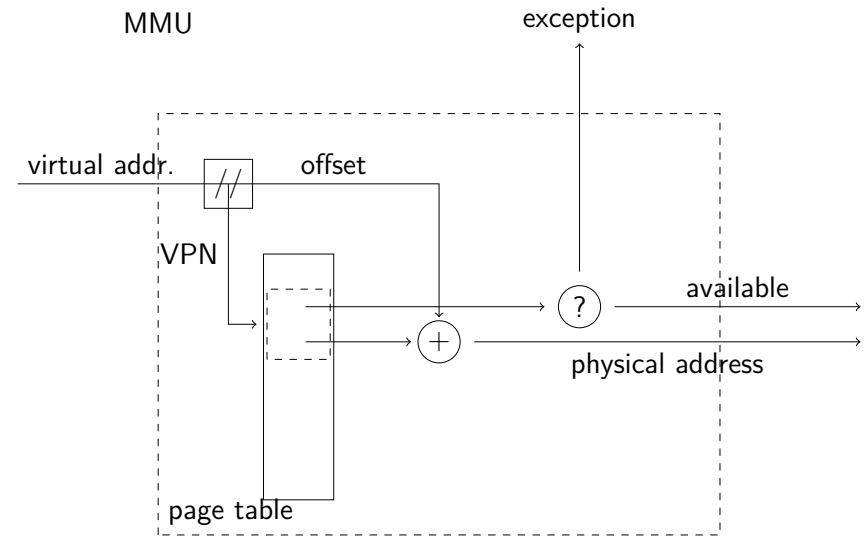 MMU
exception
virtual addr.
//
offset
VPN
?
available
+
physical address
page table